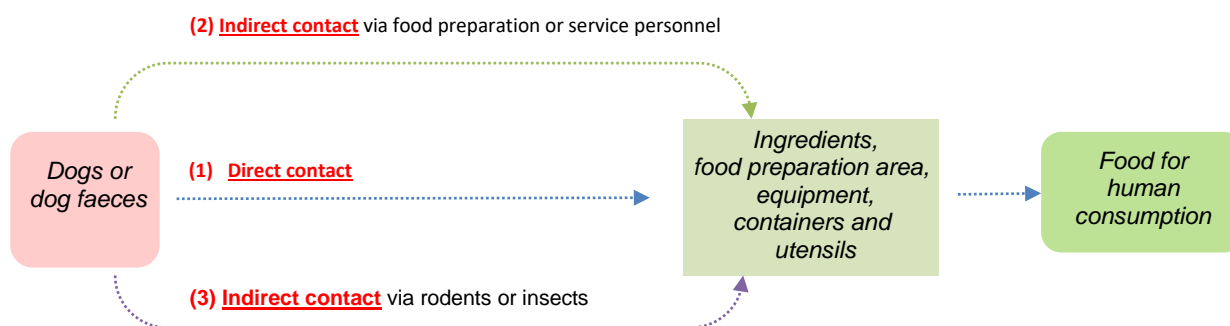 (2) Indirect contact via food preparation or service personnel
Dogs or
dog faeces
(1) Direct contact
Ingredients,
food preparation area,
equipment,
containers and
utensils
Food for
human
consumption
(3) Indirect contact via rodents or insects